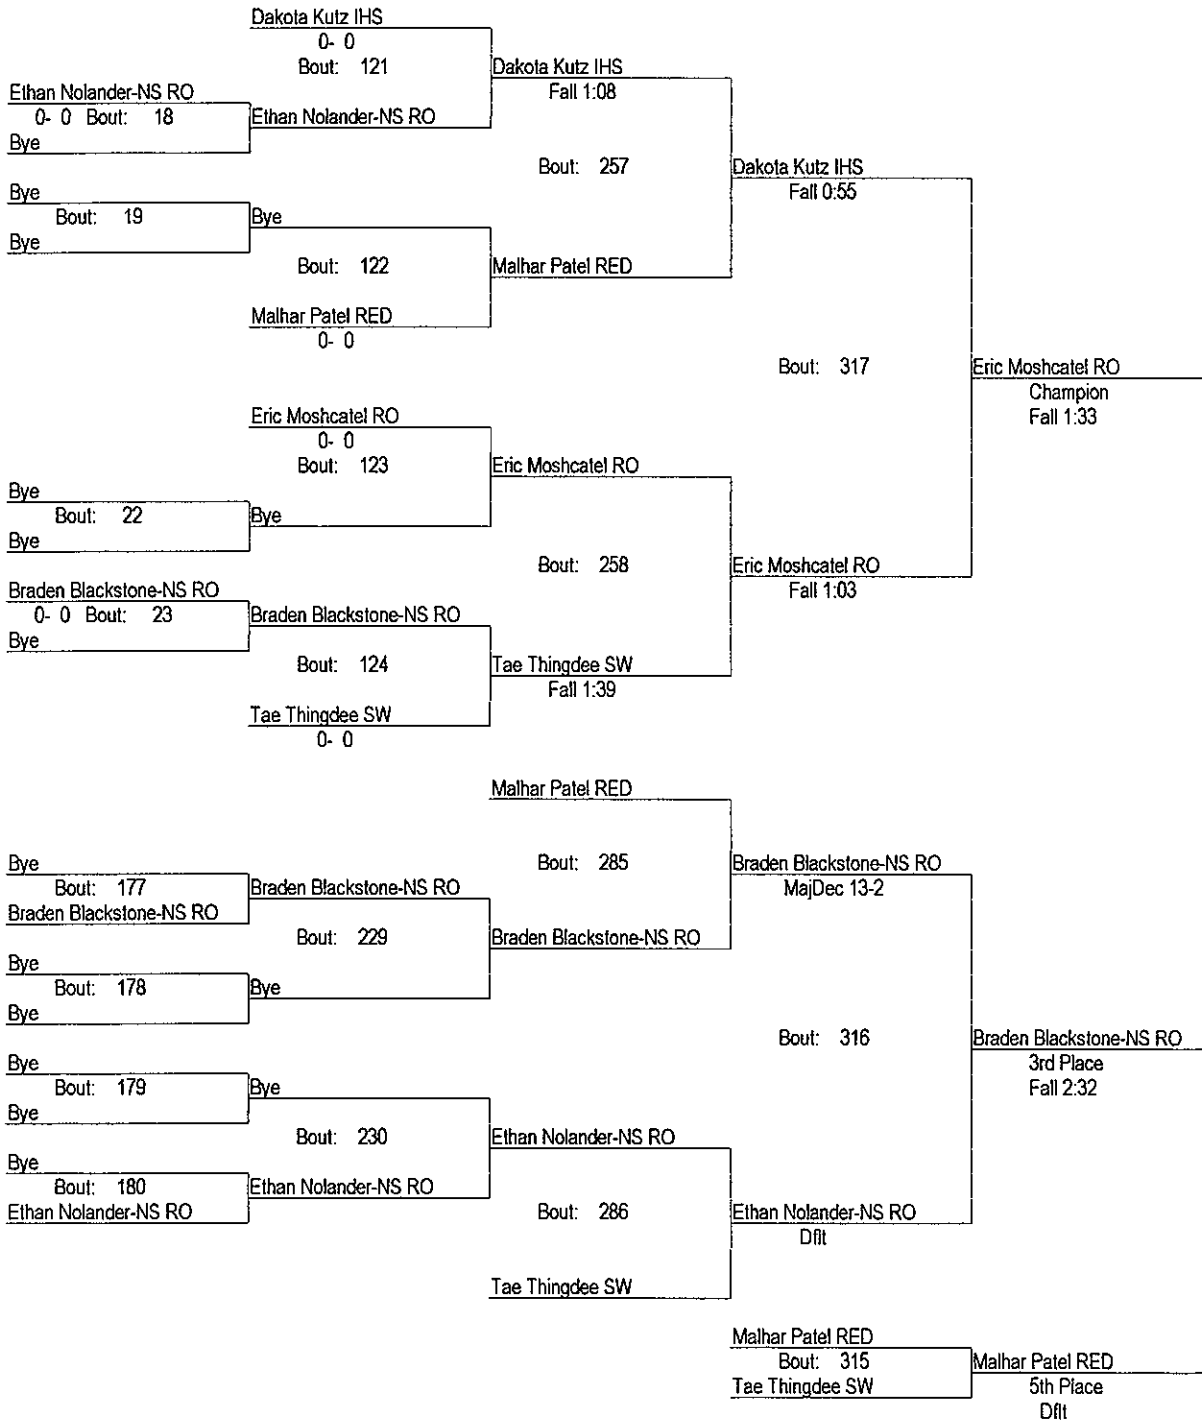 Dakota Kutz IHS
0- 0
Bout: 121
Dakota Kutz IHS
Fall 1:08
Ethan Nolander-NS RO
0- 0 Bout: 18
Ethan Nolander-NS RO
Bye
Bout: 257
Dakota Kutz IHS
Fall 0:55
Bye
Bout: 19
Bye
Bye
Bout: 122
Malhar Patel RED
Malhar Patel RED
0- 0
Bout: 317
Eric Moshcatel RO
Champion
Fall 1:33
Eric Moshcatel RO
0- 0
Bout: 123
Eric Moshcatel RO
Bye
Bout: 22
Bye
Bye
Bout: 258
Eric Moshcatel RO
Fall 1:03
Braden Blackstone-NS RO
0- 0 Bout: 23
Braden Blackstone-NS RO
Bye
Bout: 124
Tae Thingdee SW
Fall 1:39
Tae Thingdee SW
0- 0
Malhar Patel RED
Bout: 285
Braden Blackstone-NS RO
MajDec 13-2
Bye
Bout: 177
Braden Blackstone-NS RO
Braden Blackstone-NS RO
Bout: 229
Braden Blackstone-NS RO
Bye
Bout: 178
Bye
Bye
Bout: 316
Braden Blackstone-NS RO
3rd Place
Fall 2:32
Bye
Bout: 179
Bye
Bye
Bout: 230
Ethan Nolander-NS RO
Bye
Bout: 180
Ethan Nolander-NS RO
Ethan Nolander-NS RO
Bout: 286
Ethan Nolander-NS RO
Dflt
Tae Thingdee SW
Malhar Patel RED
Bout: 315
Malhar Patel RED
Tae Thingdee SW
5th Place
Dflt